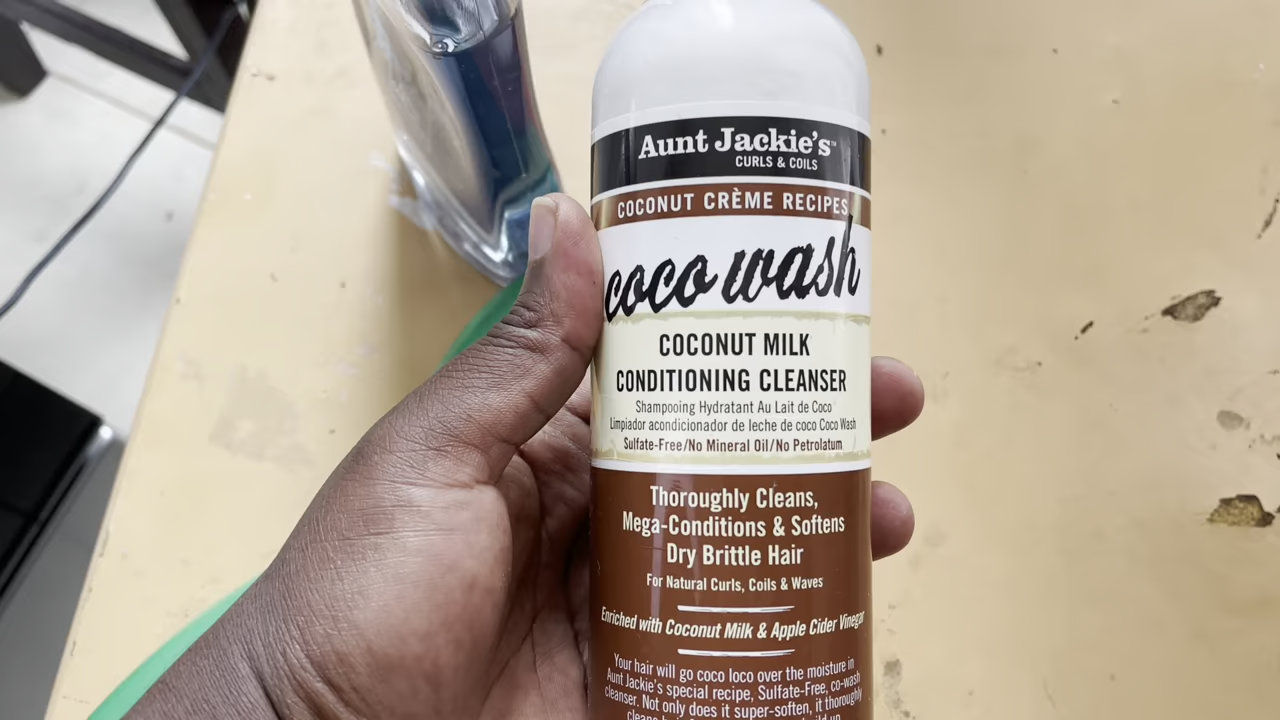 Aunt Jackie's™
CURLS & COILS
COCONUT CRÈME RECIPES
coco wash
COCONUT MILK
CONDITIONING CLEANSER
Shampooing Hydratant Au Lait de Coco
Limpiador acondicionador de leche de coco Coco Wash
Sulfate-Free/No Mineral Oil/No Petrolatum
Thoroughly Cleans,
Mega-Conditions & Softens
Dry Brittle Hair
For Natural Curls, Coils & Waves
Enriched with Coconut Milk & Apple Cider Vinegar
Your hair will go coco loco over the moisture in
Aunt Jackie's special recipe, Sulfate-Free, co-wash
cleanser. Not only does it super-soften, it thoroughly